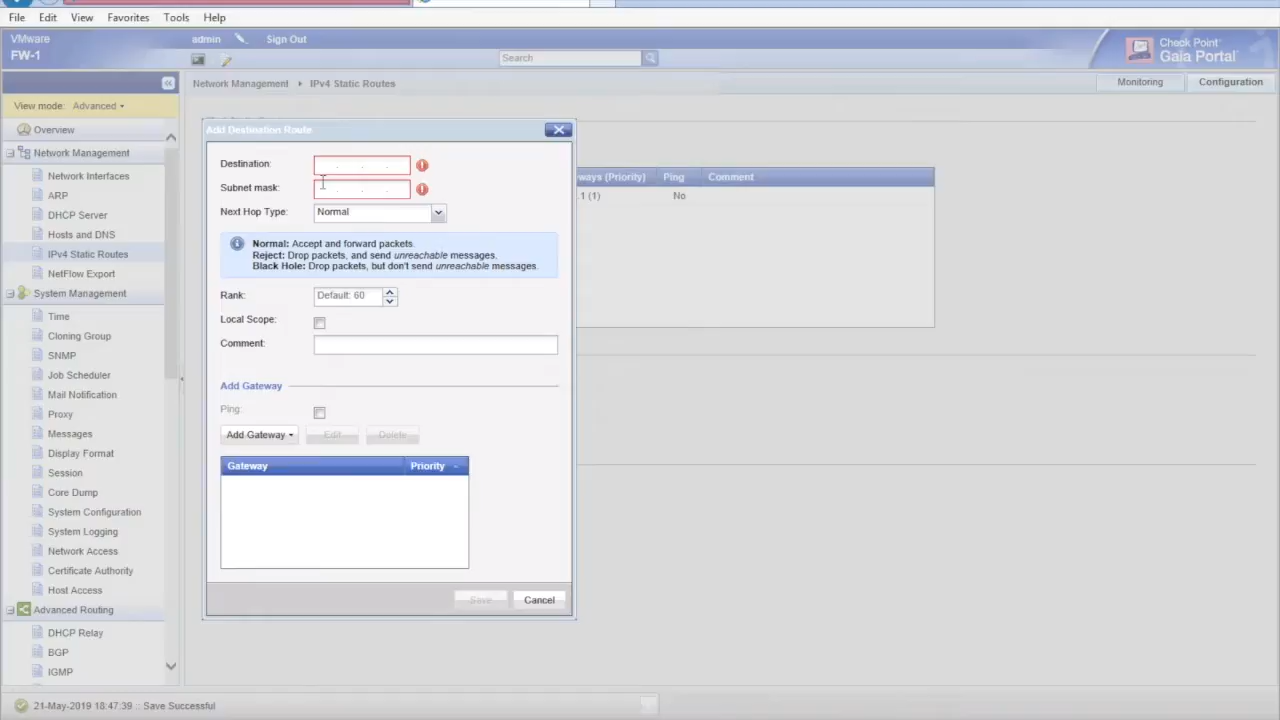 File Edit View Favorites Tools Help
VMware
FW-1
admin Sign Out
Search
Check Point
Gaia Portal
Network Management › IPv4 Static Routes
Monitoring Configuration
View mode: Advanced
Overview
Network Management
Network Interfaces
ARP
DHCP Server
Hosts and DNS
IPv4 Static Routes
NetFlow Export
System Management
Time
Cloning Group
SNMP
Job Scheduler
Mail Notification
Proxy
Messages
Display Format
Session
Core Dump
System Configuration
System Logging
Network Access
Certificate Authority
Host Access
Advanced Routing
DHCP Relay
BGP
IGMP
Add Destination Route
Destination:
Subnet mask:
Next Hop Type: Normal
Normal: Accept and forward packets.
Reject: Drop packets, and send unreachable messages.
Black Hole: Drop packets, but don't send unreachable messages.
Rank: Default: 60
Local Scope:
Comment:
Add Gateway
Ping:
Add Gateway Edit Delete
Gateway Priority
Save Cancel
(Priority) Ping Comment
.1 (1) No
21-May-2019 18:47:39 :: Save Successful